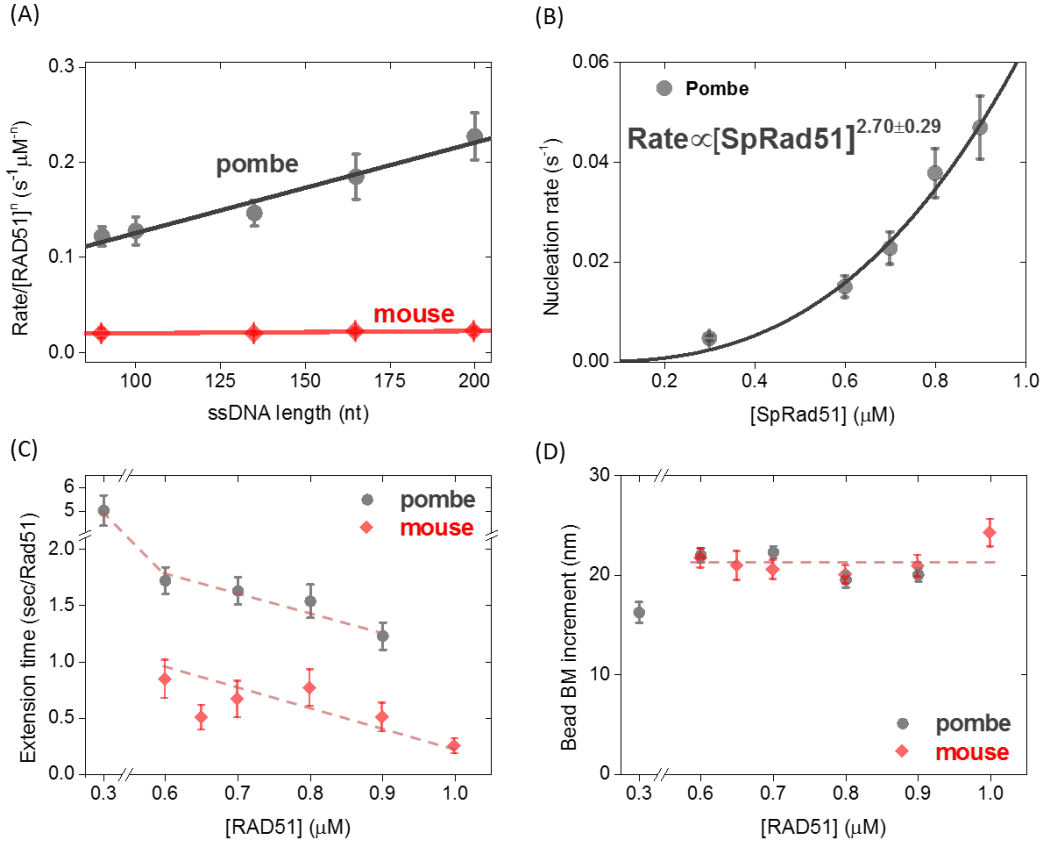 (A)
0.3
0.2
0.1
0.0
Rate/[RAD51]ⁿ (s⁻¹μM⁻ⁿ)
pombe
mouse
100 125 150 175 200
ssDNA length (nt)
(B)
0.06
0.04
0.02
0.00
Nucleation rate (s⁻¹)
Pombe
Rate∝[SpRad51]²·⁷⁰±⁰·²⁹
0.2 0.4 0.6 0.8 1.0
[SpRad51] (μM)
(C)
6
5
2.0
1.5
1.0
0.5
0.0
Extension time (sec/Rad51)
pombe
mouse
0.3 0.6 0.7 0.8 0.9 1.0
[RAD51] (μM)
(D)
30
20
10
0
Bead BM increment (nm)
pombe
mouse
0.3 0.6 0.7 0.8 0.9 1.0
[RAD51] (μM)